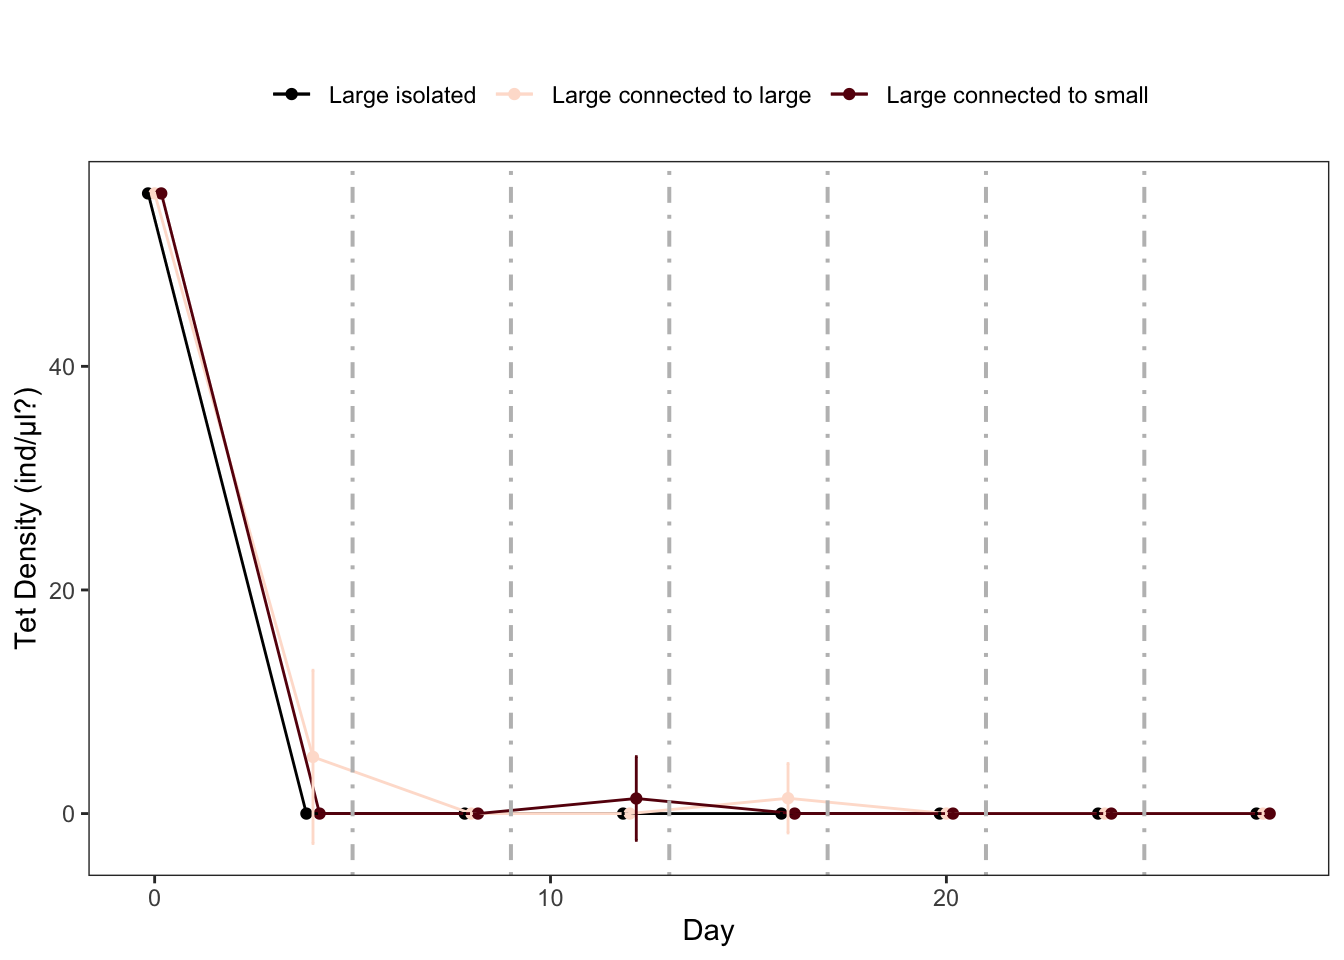 Large isolated Large connected to large Large connected to small
40
20
0
Tet Density (ind/µl?)
0 10 20
Day